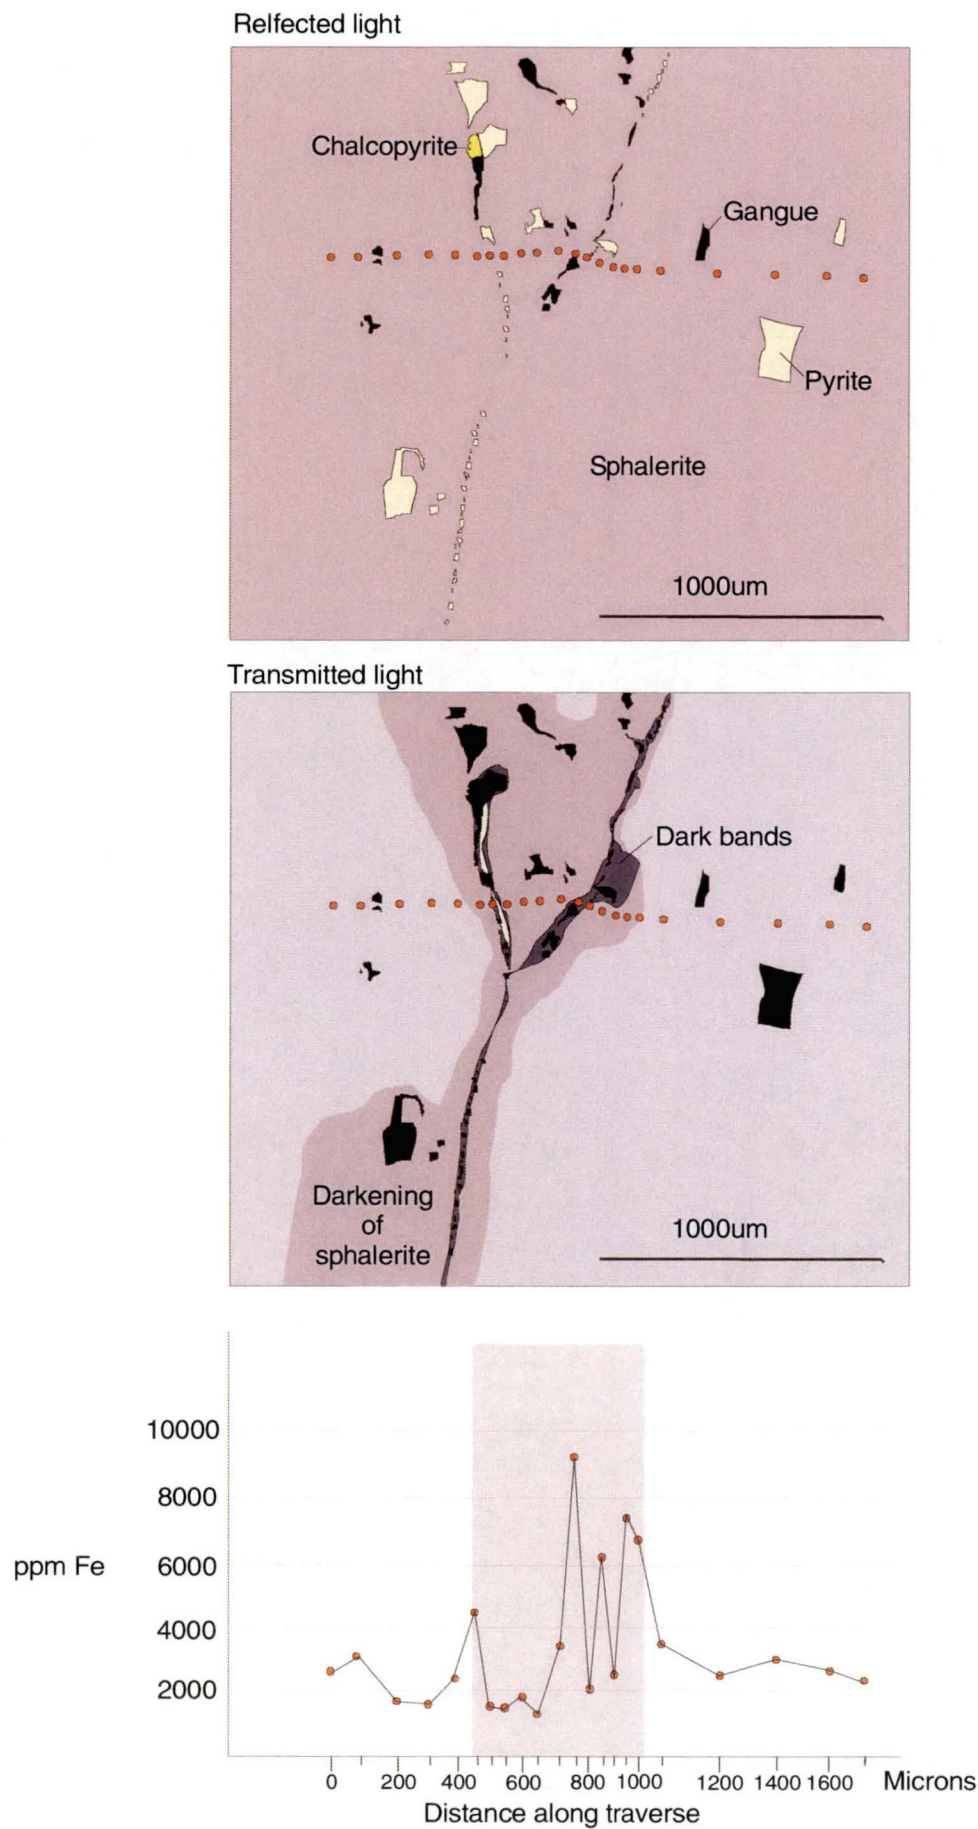 Relfected light
Chalcopyrite
Gangue
Pyrite
Sphalerite
1000um
Transmitted light
Dark bands
Darkening
of
sphalerite
1000um
10000
8000
ppm Fe
6000
4000
2000
0 200 400 600 800 1000 1200 1400 1600 Microns
Distance along traverse